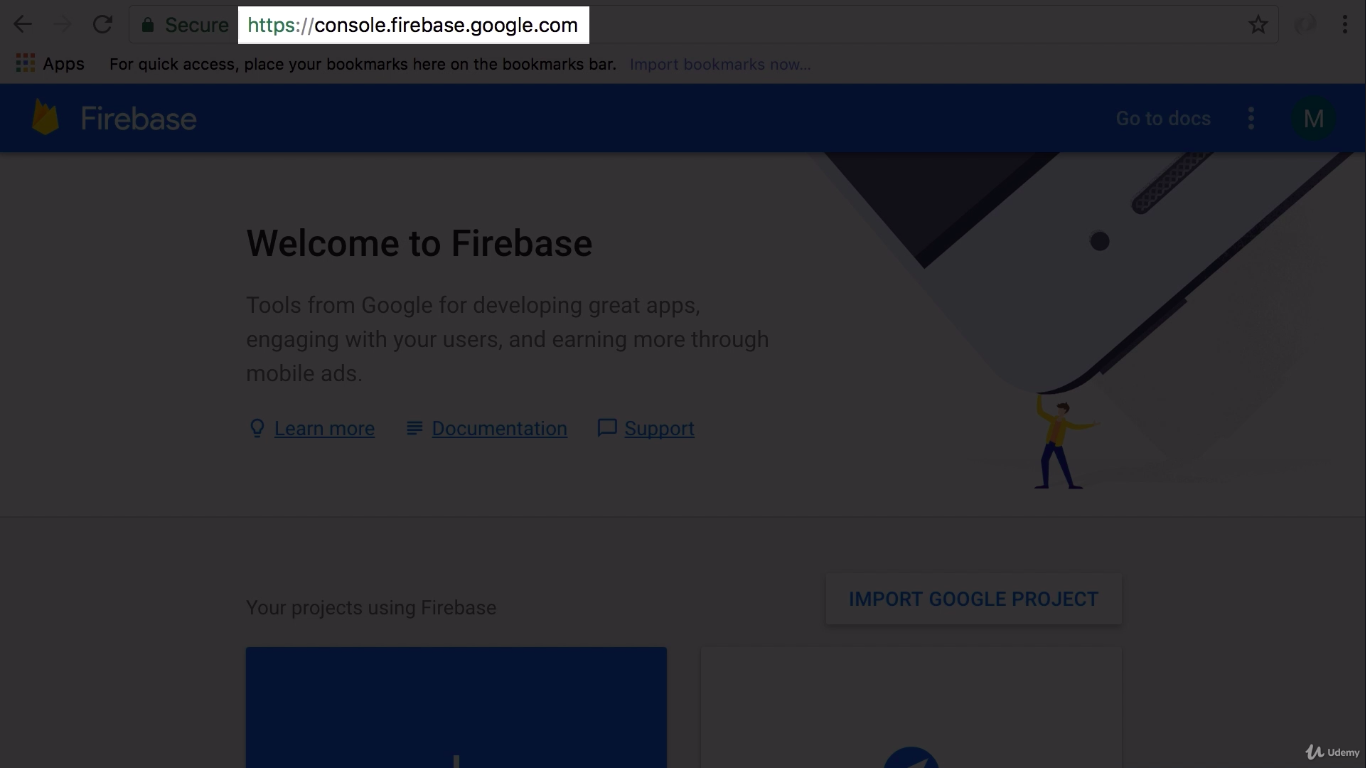 Secure https://console.firebase.google.com
Apps For quick access, place your bookmarks here on the bookmarks bar. Import bookmarks now...
Firebase Go to docs M
Welcome to Firebase
Tools from Google for developing great apps,
engaging with your users, and earning more through
mobile ads.
Learn more Documentation Support
Your projects using Firebase IMPORT GOOGLE PROJECT
Udemy